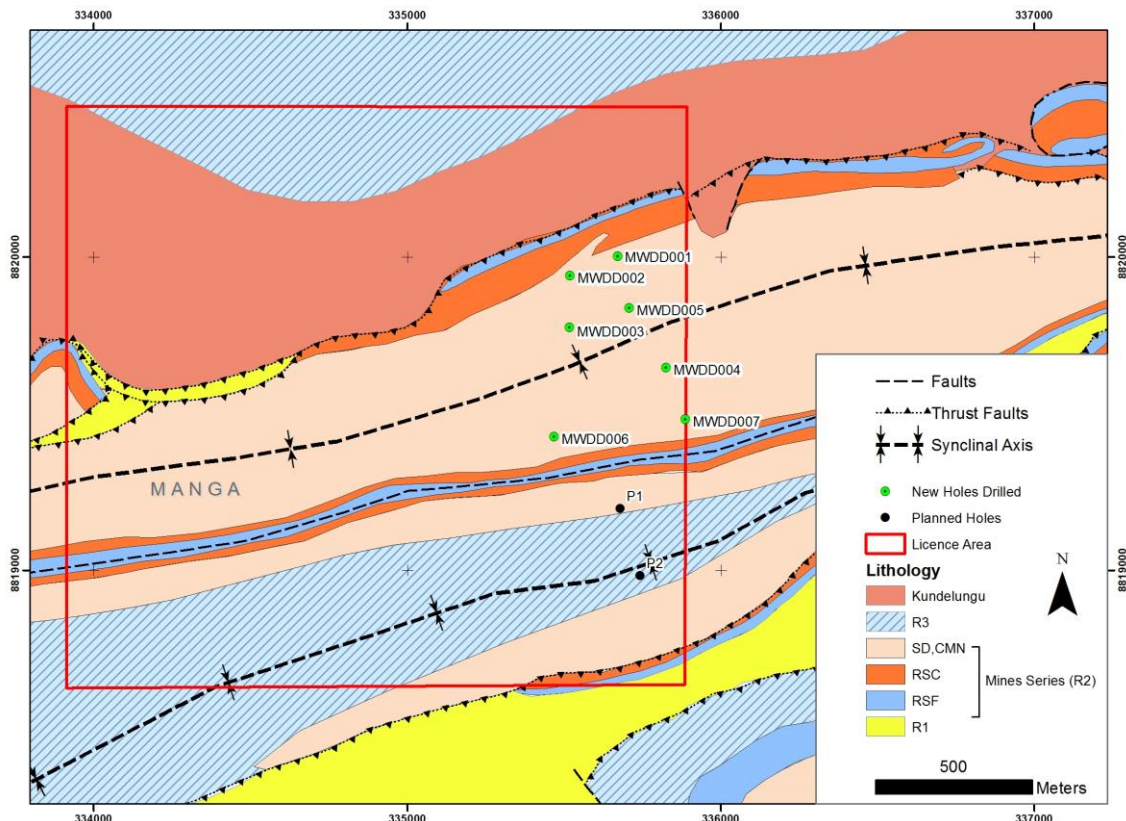 334000 335000 336000 337000
8820000 8820000
MWDD001
MWDD002
MWDD005
MWDD003
MWDD004
MWDD007
MWDD006
MANGA
P1
P2
8819000 8819000
Faults
Thrust Faults
Synclinal Axis
New Holes Drilled
Planned Holes
Licence Area
N
Lithology
Kundelungu
R3
SD,CMN
RSC
Mines Series (R2)
RSF
R1
500
Meters
334000 335000 336000 337000